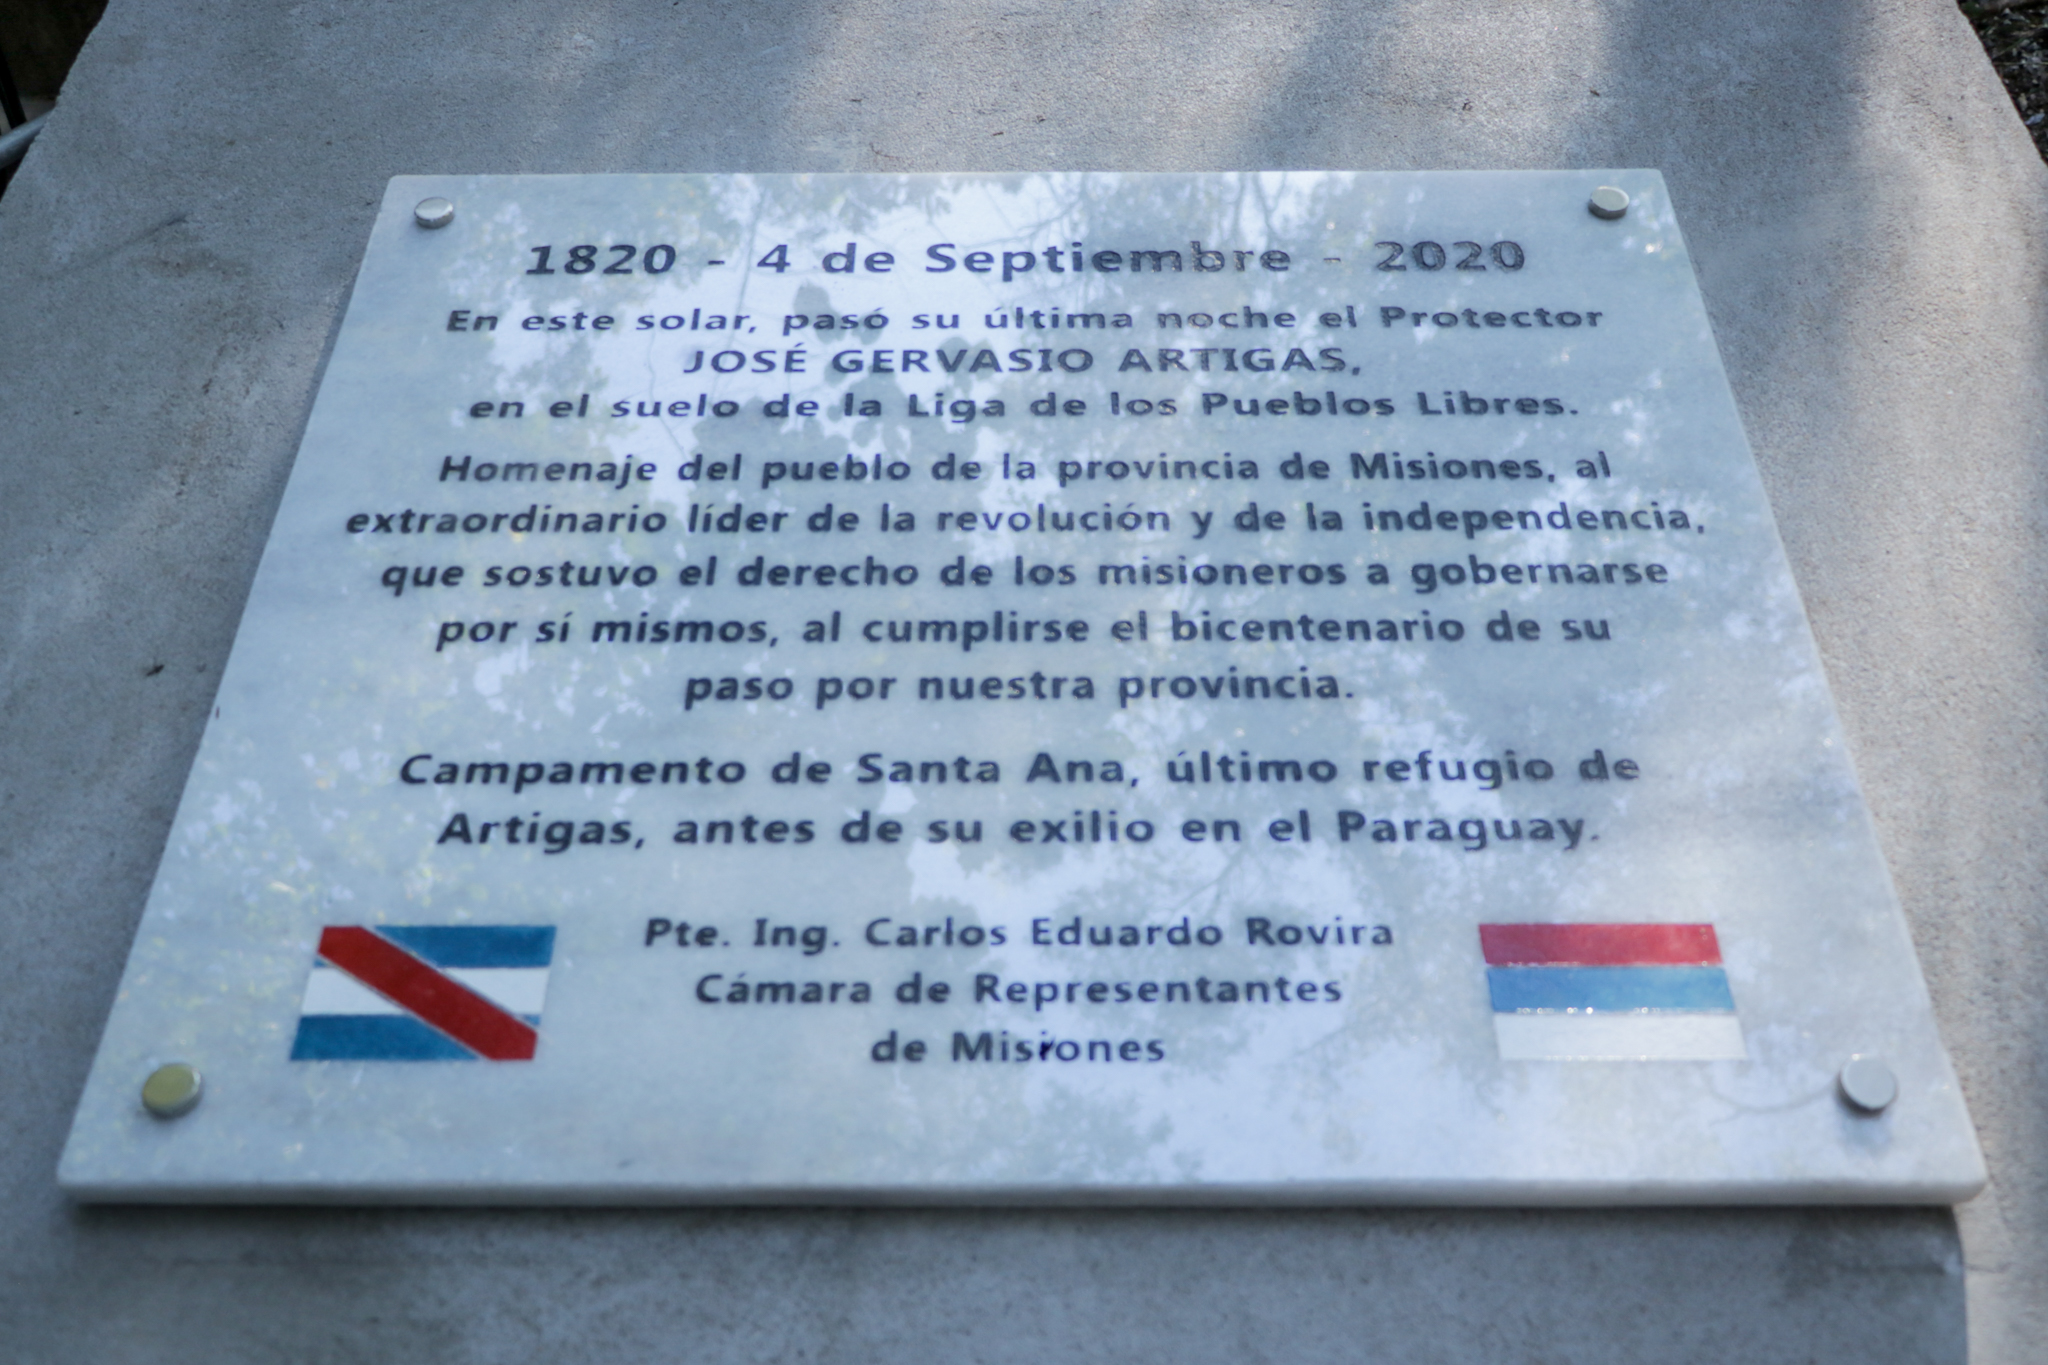 1820 - 4 de Septiembre - 2020
En este solar, pasó su última noche el Protector
JOSÉ GERVASIO ARTIGAS,
en el suelo de la Liga de los Pueblos Libres.
Homenaje del pueblo de la provincia de Misiones, al
extraordinario líder de la revolución y de la independencia,
que sostuvo el derecho de los misioneros a gobernarse
por sí mismos, al cumplirse el bicentenario de su
paso por nuestra provincia.
Campamento de Santa Ana, último refugio de
Artigas, antes de su exilio en el Paraguay.
Pte. Ing. Carlos Eduardo Rovira
Cámara de Representantes
de Misiones